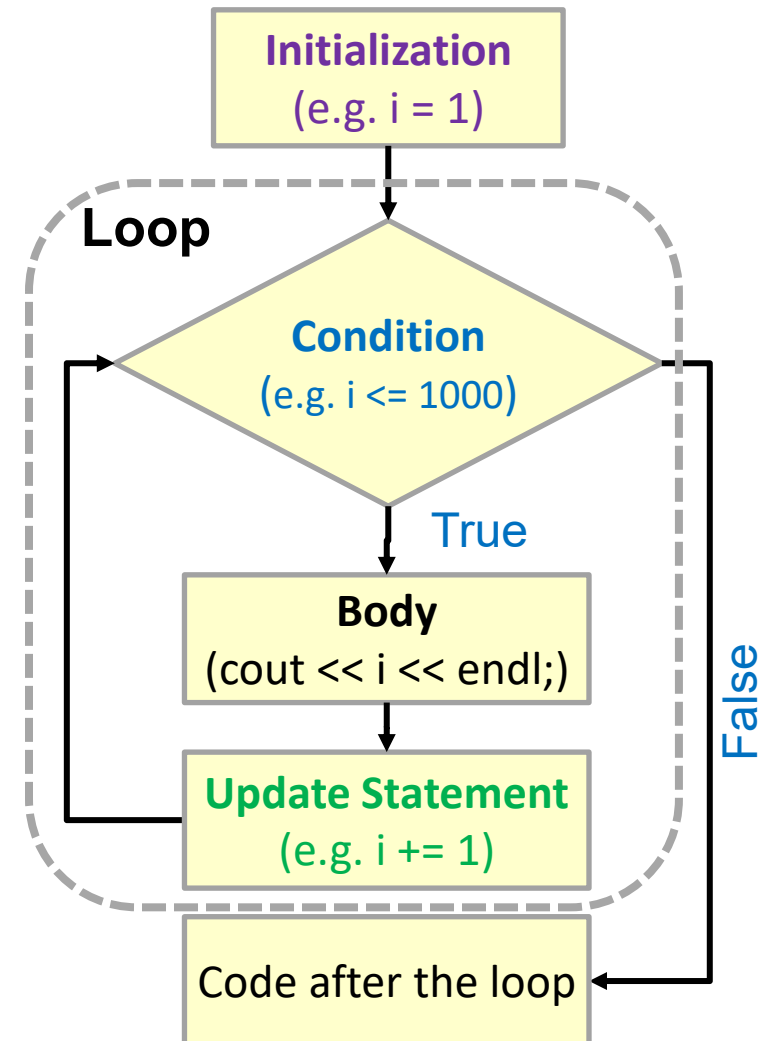 Initialization
(e.g. i = 1)
Loop
Condition
(e.g. i <= 1000)
True
Body
(cout << i << endl;)
False
Update Statement
(e.g. i += 1)
Code after the loop